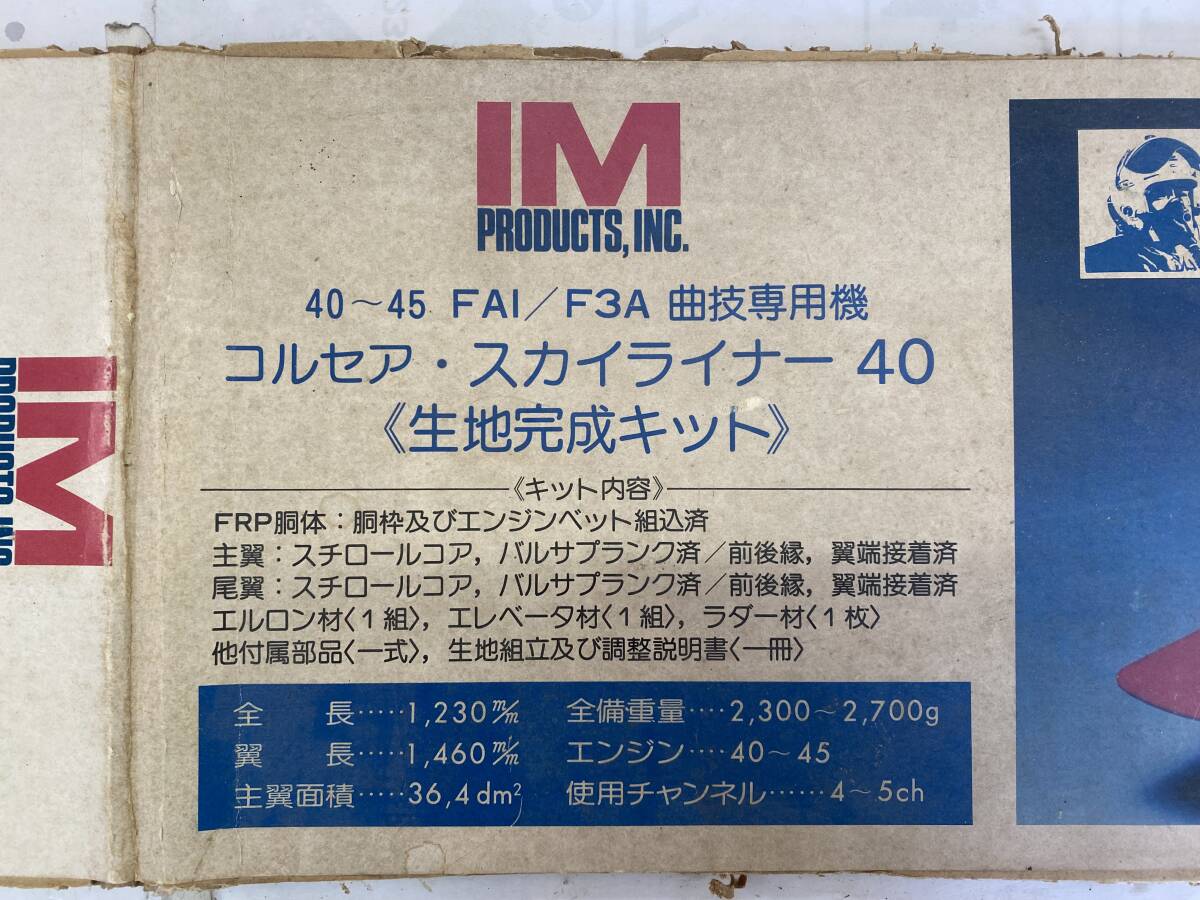 IM
PRODUCTS, INC.
40〜45 FAI／F3A 曲技専用機
コルセア・スカイライナー 40
《生地完成キット》
《キット内容》
FRP胴体：胴枠及びエンジンベット組込済
主翼：スチロールコア，バルサプランク済／前後縁，翼端接着済
尾翼：スチロールコア，バルサプランク済／前後縁，翼端接着済
エルロン材〈1組〉，エレベータ材〈1組〉，ラダー材〈1枚〉
他付属部品〈一式〉，生地組立及び調整説明書〈一冊〉
全長‥‥‥1,230m/m 全備重量‥‥2,300〜2,700g
翼長‥‥‥1,460m/m エンジン‥‥40〜45
主翼面積‥‥‥36,4dm² 使用チャンネル‥‥‥4〜5ch
IM
PRODUCTS, INC